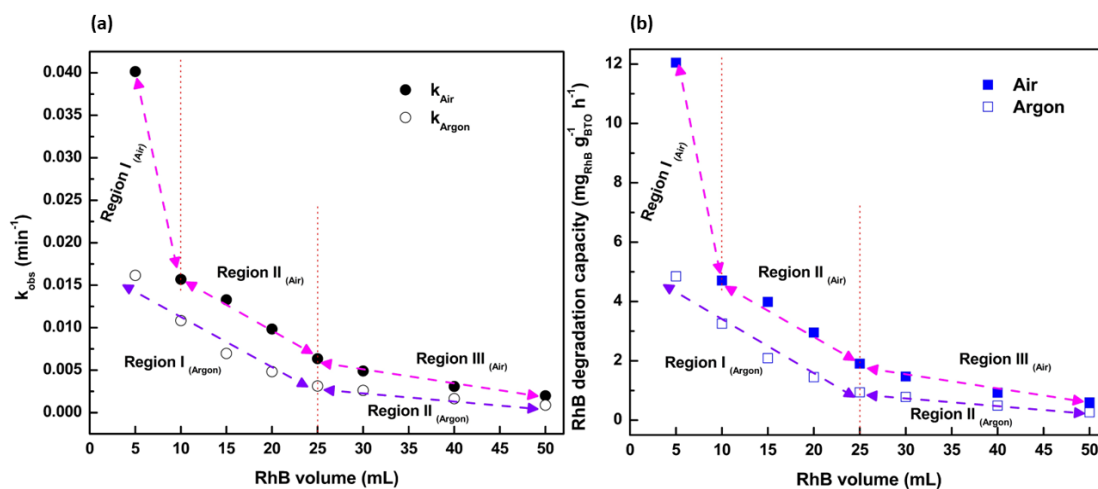 (a)
0.040
0.035
0.030
0.025
0.020
0.015
0.010
0.005
0.000
k_obs (min⁻¹)
k_Air
k_Argon
Region I (Air)
Region II (Air)
Region III (Air)
Region I (Argon)
Region II (Argon)
0 5 10 15 20 25 30 35 40 45 50
RhB volume (mL)
(b)
12
10
8
6
4
2
0
RhB degradation capacity (mg_RhB g⁻¹_BTO h⁻¹)
Air
Argon
Region I (Air)
Region II (Air)
Region III (Air)
Region I (Argon)
Region II (Argon)
0 5 10 15 20 25 30 35 40 45 50
RhB volume (mL)